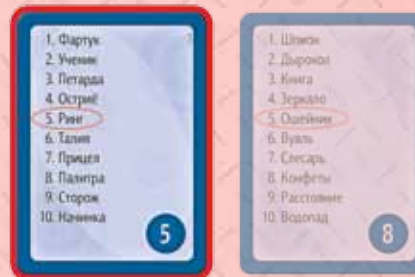 1. Фартук
2. Ученик
3. Петарда
4. Остриё
5. Ринг
6. Талия
7. Прицел
8. Палитра
9. Сторож
10. Начинка
5
1. Шпион
2. Дырокол
3. Книга
4. Зеркало
5. Ошейник
6. Вуаль
7. Слесарь
8. Конфеты
9. Расстояние
10. Водопад
8